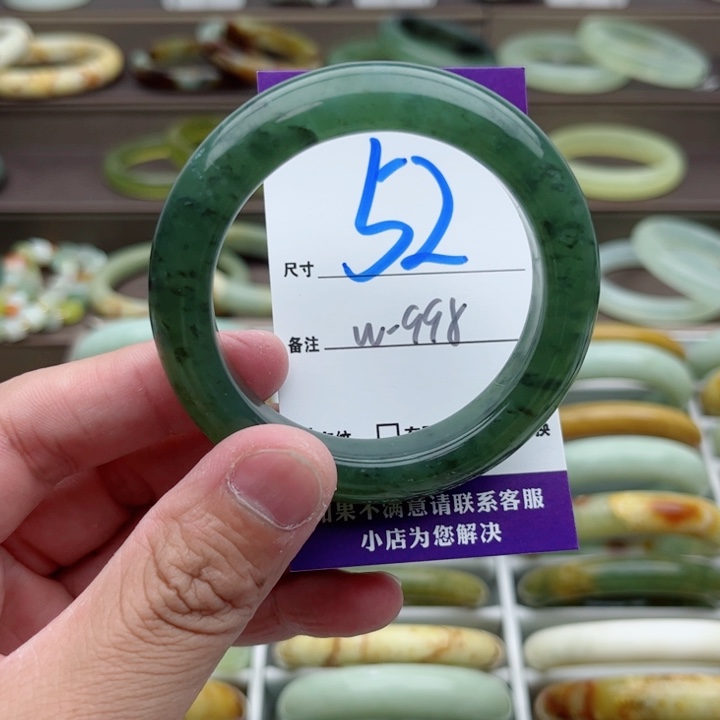 52
尺寸
备注 w-998
如果不满意请联系客服
小店为您解决